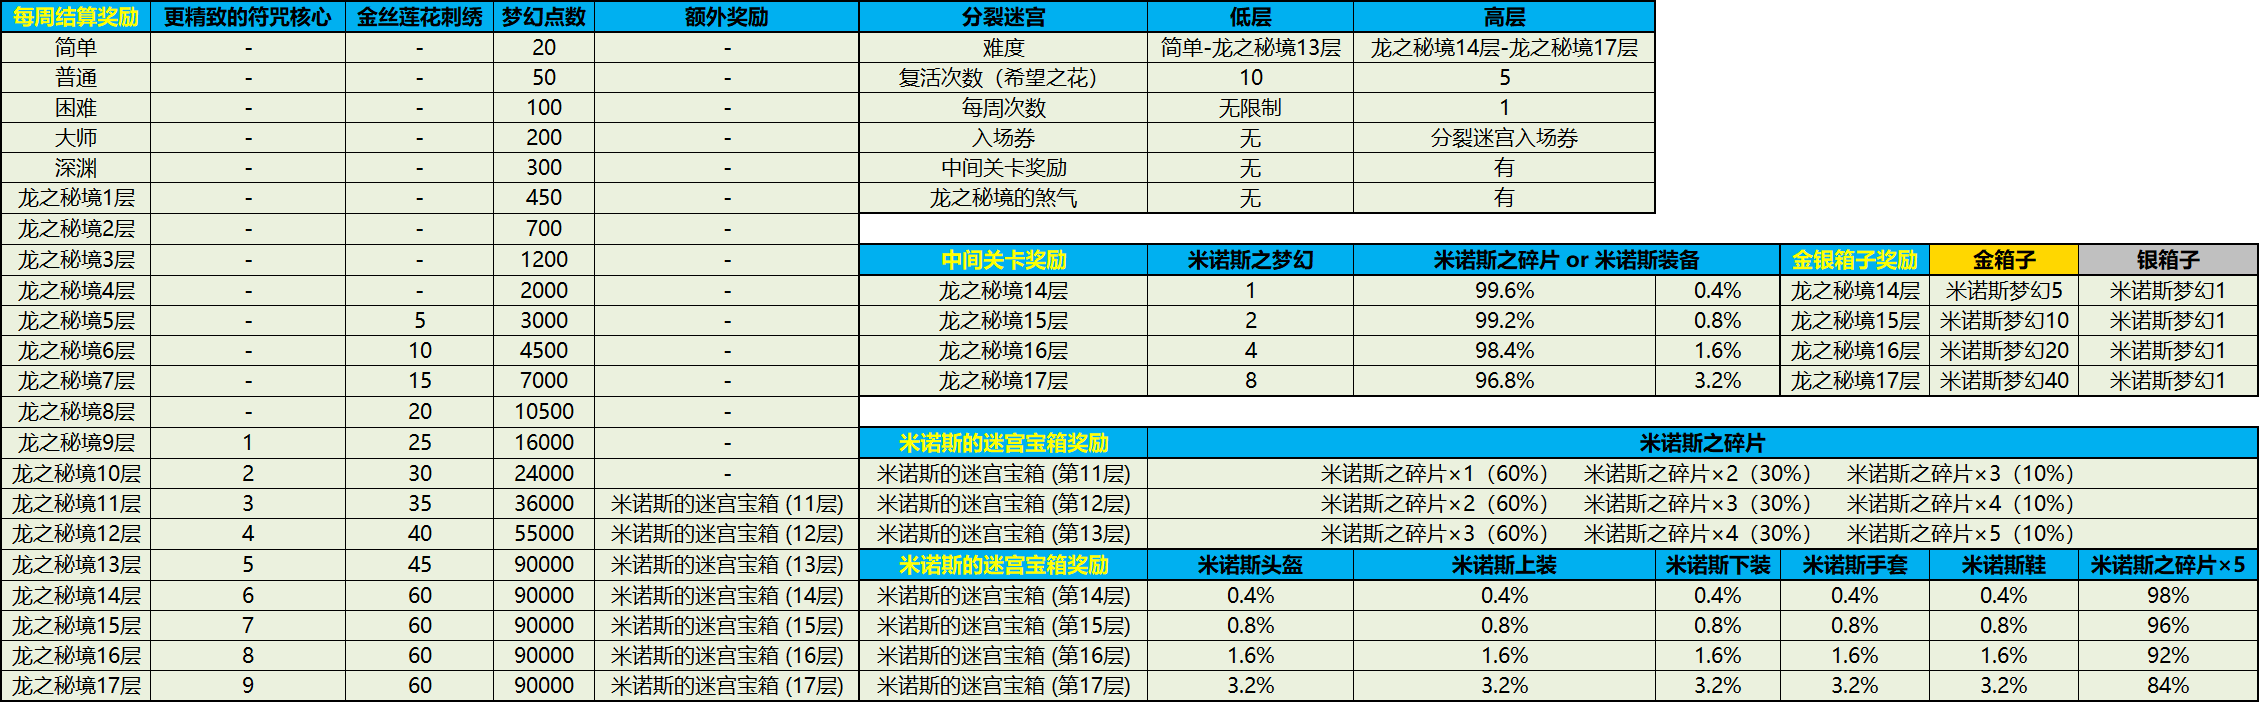 每周结算奖励 更精致的符咒核心 金丝莲花刺绣 梦幻点数 额外奖励 分裂迷宫 低层 高层
简单 - - 20 - 难度 简单-龙之秘境13层 龙之秘境14层-龙之秘境17层
普通 - - 50 - 复活次数（希望之花） 10 5
困难 - - 100 - 每周次数 无限制 1
大师 - - 200 - 入场券 无 分裂迷宫入场券
深渊 - - 300 - 中间关卡奖励 无 有
龙之秘境1层 - - 450 - 龙之秘境的煞气 无 有
龙之秘境2层 - - 700 -
龙之秘境3层 - - 1200 - 中间关卡奖励 米诺斯之梦幻 米诺斯之碎片 or 米诺斯装备 金银箱子奖励 金箱子 银箱子
龙之秘境4层 - - 2000 - 龙之秘境14层 1 99.6% 0.4% 龙之秘境14层 米诺斯梦幻5 米诺斯梦幻1
龙之秘境5层 - 5 3000 - 龙之秘境15层 2 99.2% 0.8% 龙之秘境15层 米诺斯梦幻10 米诺斯梦幻1
龙之秘境6层 - 10 4500 - 龙之秘境16层 4 98.4% 1.6% 龙之秘境16层 米诺斯梦幻20 米诺斯梦幻1
龙之秘境7层 - 15 7000 - 龙之秘境17层 8 96.8% 3.2% 龙之秘境17层 米诺斯梦幻40 米诺斯梦幻1
龙之秘境8层 - 20 10500 -
龙之秘境9层 1 25 16000 - 米诺斯的迷宫宝箱奖励 米诺斯之碎片
龙之秘境10层 2 30 24000 - 米诺斯的迷宫宝箱 (第11层) 米诺斯之碎片×1（60%） 米诺斯之碎片×2（30%） 米诺斯之碎片×3（10%）
龙之秘境11层 3 35 36000 米诺斯的迷宫宝箱 (11层) 米诺斯的迷宫宝箱 (第12层) 米诺斯之碎片×2（60%） 米诺斯之碎片×3（30%） 米诺斯之碎片×4（10%）
龙之秘境12层 4 40 55000 米诺斯的迷宫宝箱 (12层) 米诺斯的迷宫宝箱 (第13层) 米诺斯之碎片×3（60%） 米诺斯之碎片×4（30%） 米诺斯之碎片×5（10%）
龙之秘境13层 5 45 90000 米诺斯的迷宫宝箱 (13层) 米诺斯的迷宫宝箱奖励 米诺斯头盔 米诺斯上装 米诺斯下装 米诺斯手套 米诺斯鞋 米诺斯之碎片×5
龙之秘境14层 6 60 90000 米诺斯的迷宫宝箱 (14层) 米诺斯的迷宫宝箱 (第14层) 0.4% 0.4% 0.4% 0.4% 0.4% 98%
龙之秘境15层 7 60 90000 米诺斯的迷宫宝箱 (15层) 米诺斯的迷宫宝箱 (第15层) 0.8% 0.8% 0.8% 0.8% 0.8% 96%
龙之秘境16层 8 60 90000 米诺斯的迷宫宝箱 (16层) 米诺斯的迷宫宝箱 (第16层) 1.6% 1.6% 1.6% 1.6% 1.6% 92%
龙之秘境17层 9 60 90000 米诺斯的迷宫宝箱 (17层) 米诺斯的迷宫宝箱 (第17层) 3.2% 3.2% 3.2% 3.2% 3.2% 84%